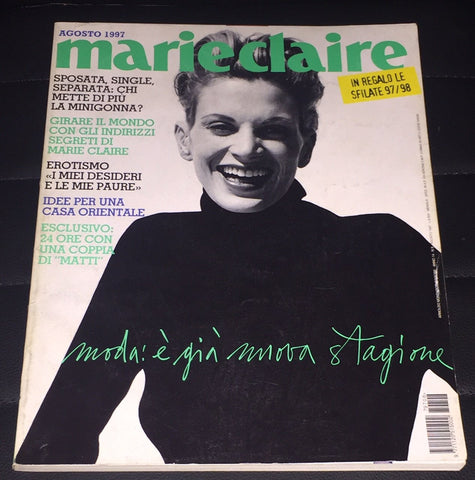 AGOSTO 1997
marie claire
IN REGALO LE
SFILATE 97/98
SPOSATA, SINGLE,
SEPARATA: CHI
METTE DI PIÙ
LA MINIGONNA?
GIRARE IL MONDO
CON GLI INDIRIZZI
SEGRETI DI
MARIE CLAIRE
EROTISMO
«I MIEI DESIDERI
E LE MIE PAURE»
IDEE PER UNA
CASA ORIENTALE
ESCLUSIVO:
24 ORE CON
UNA COPPIA
DI "MATTI"
moda: è già nuova stagione